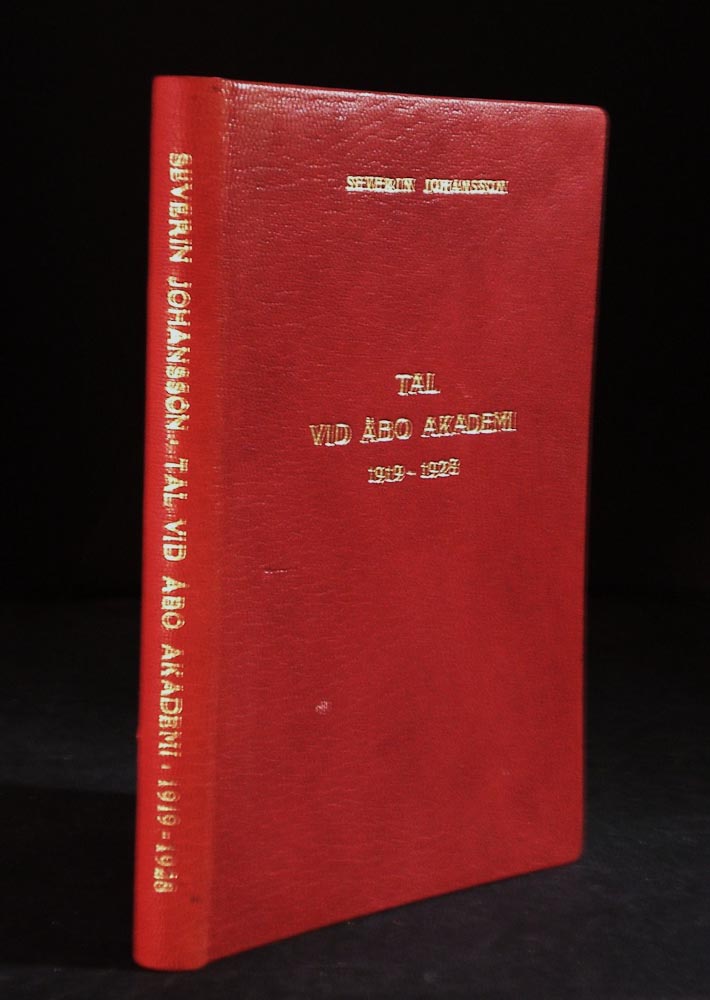 SEVERIN JOHANSSON
TAL
VID ÅBO AKADEMI
1919-1928
SEVERIN JOHANSSON · TAL VID ÅBO AKADEMI · 1919-1928